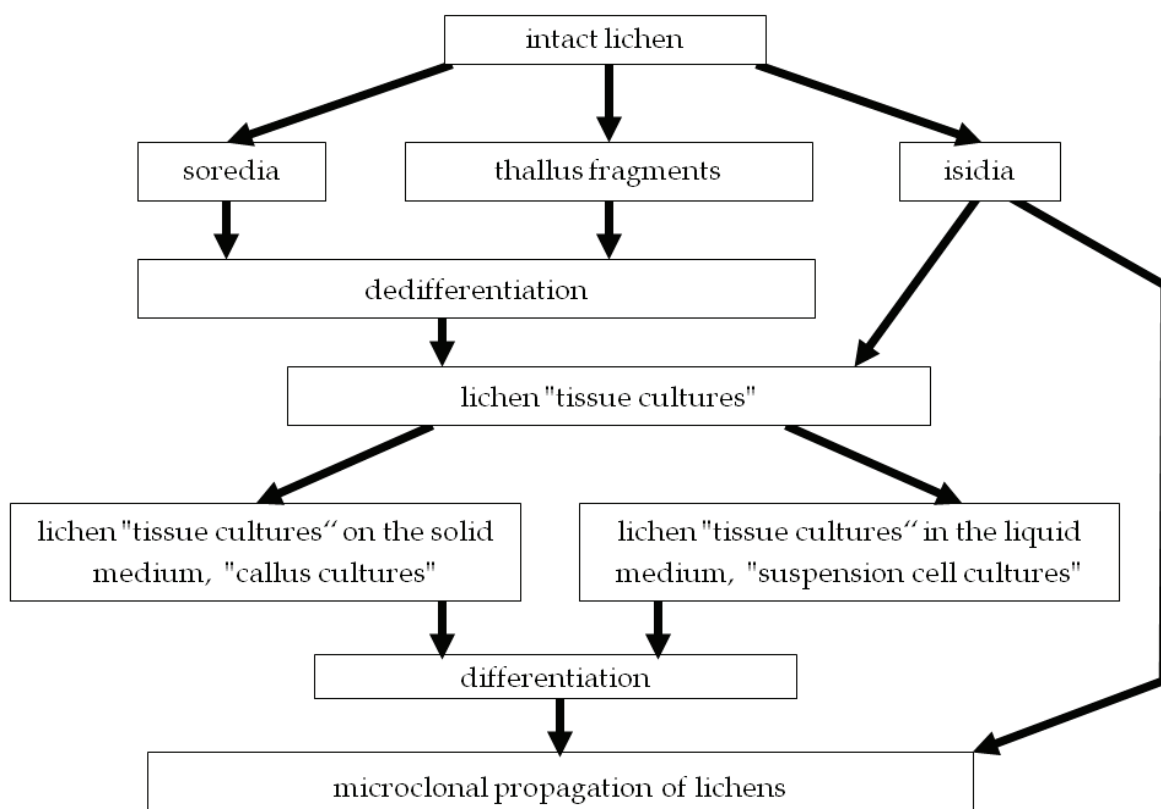 intact lichen
soredia
thallus fragments
isidia
dedifferentiation
lichen "tissue cultures"
lichen "tissue cultures“ on the solid
medium, "callus cultures"
lichen "tissue cultures“ in the liquid
medium, "suspension cell cultures"
differentiation
microclonal propagation of lichens